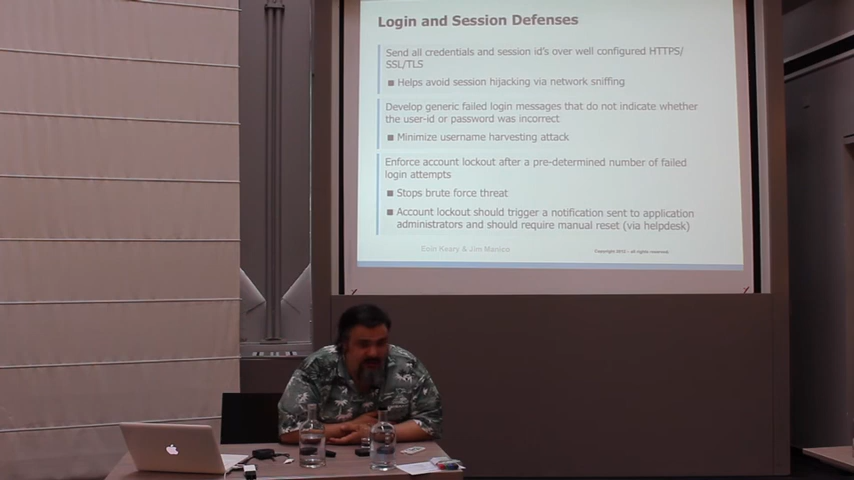 Login and Session Defenses
Send all credentials and session id's over well configured HTTPS/
SSL/TLS
Helps avoid session hijacking via network sniffing
Develop generic failed login messages that do not indicate whether
the user-id or password was incorrect
Minimize username harvesting attack
Enforce account lockout after a pre-determined number of failed
login attempts
Stops brute force threat
Account lockout should trigger a notification sent to application
administrators and should require manual reset (via helpdesk)
Eoin Keary & Jim Manico